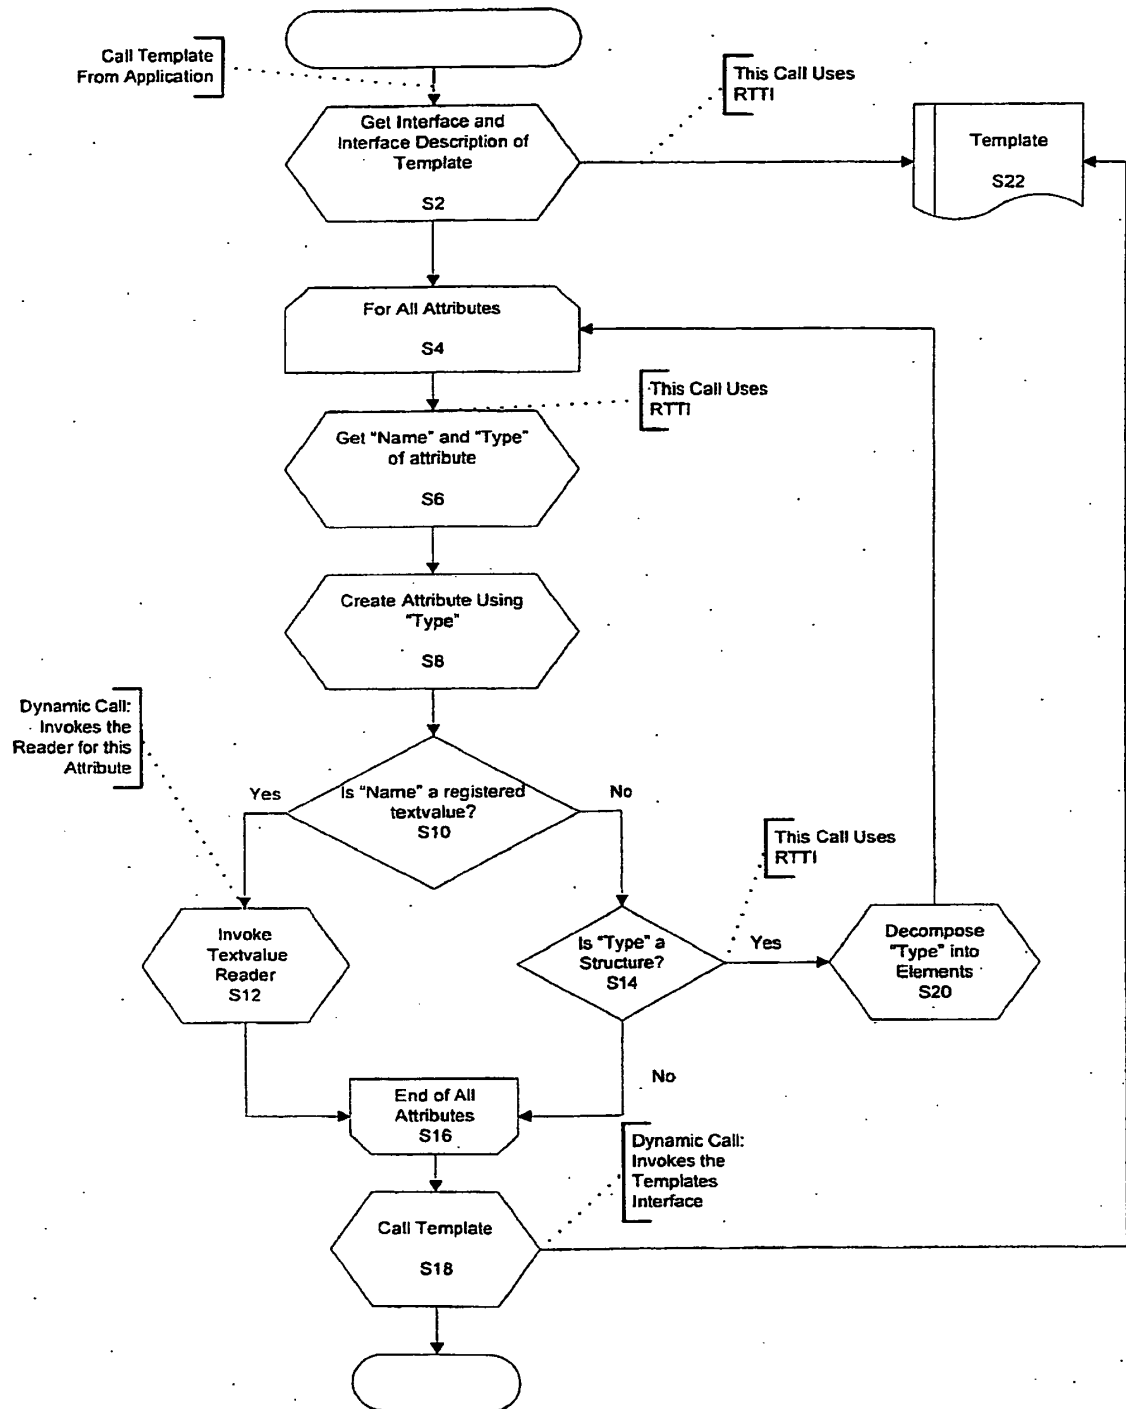 Call Template
From Application
This Call Uses
RTTI
Get Interface and
Interface Description of
Template
S2
Template
S22
For All Attributes
S4
This Call Uses
RTTI
Get "Name" and "Type"
of attribute
S6
Create Attribute Using
"Type"
S8
Dynamic Call:
Invokes the
Reader for this
Attribute
Yes
Is "Name" a registered
textvalue?
S10
No
This Call Uses
RTTI
Invoke
Textvalue
Reader
S12
Is "Type" a
Structure?
S14
Yes
Decompose
"Type" into
Elements
S20
No
End of All
Attributes
S16
Dynamic Call:
Invokes the
Templates
Interface
Call Template
S18